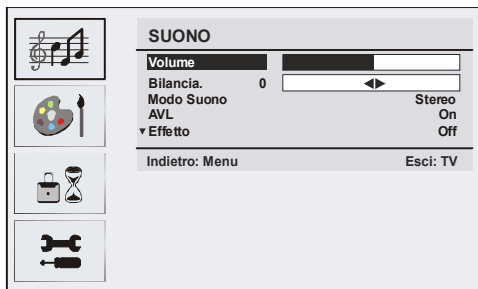 SUONO
Volume
Bilancia. 0
Modo Suono Stereo
AVL On
Effetto Off
Indietro: Menu Esci: TV